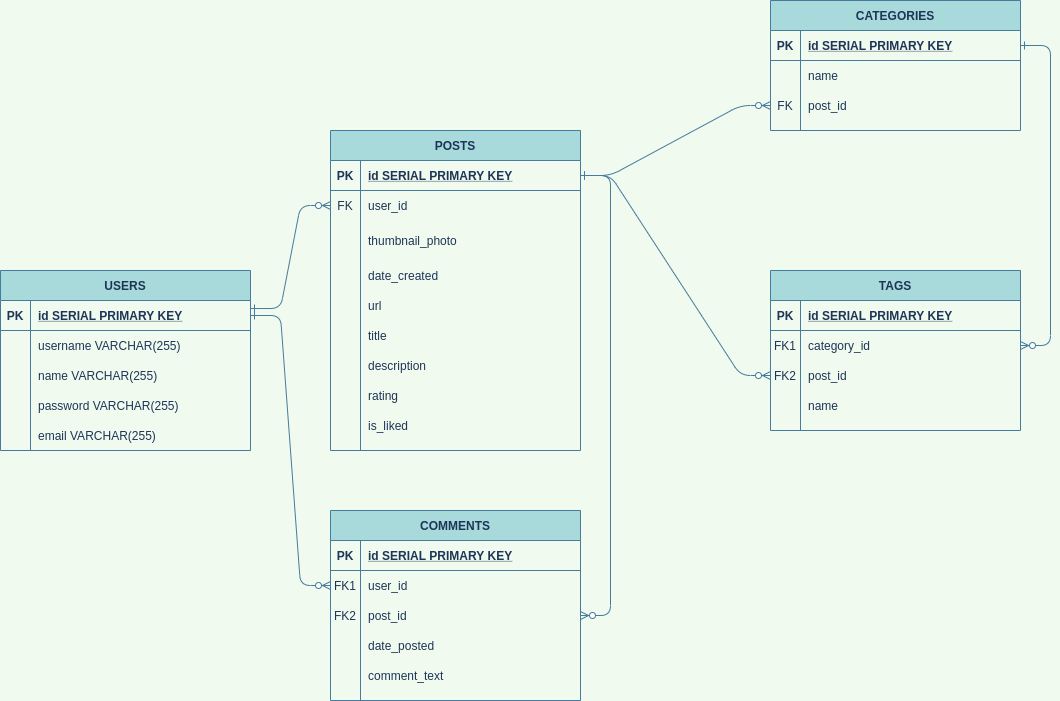 CATEGORIES
PK id SERIAL PRIMARY KEY
name
FK post_id
POSTS
PK id SERIAL PRIMARY KEY
FK user_id
thumbnail_photo
date_created
url
title
description
rating
is_liked
USERS
PK id SERIAL PRIMARY KEY
username VARCHAR(255)
name VARCHAR(255)
password VARCHAR(255)
email VARCHAR(255)
TAGS
PK id SERIAL PRIMARY KEY
FK1 category_id
FK2 post_id
name
COMMENTS
PK id SERIAL PRIMARY KEY
FK1 user_id
FK2 post_id
date_posted
comment_text